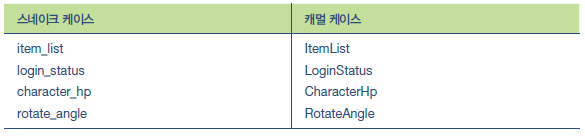 스네이크 케이스 캐멀 케이스
item_list ItemList
login_status LoginStatus
character_hp CharacterHp
rotate_angle RotateAngle